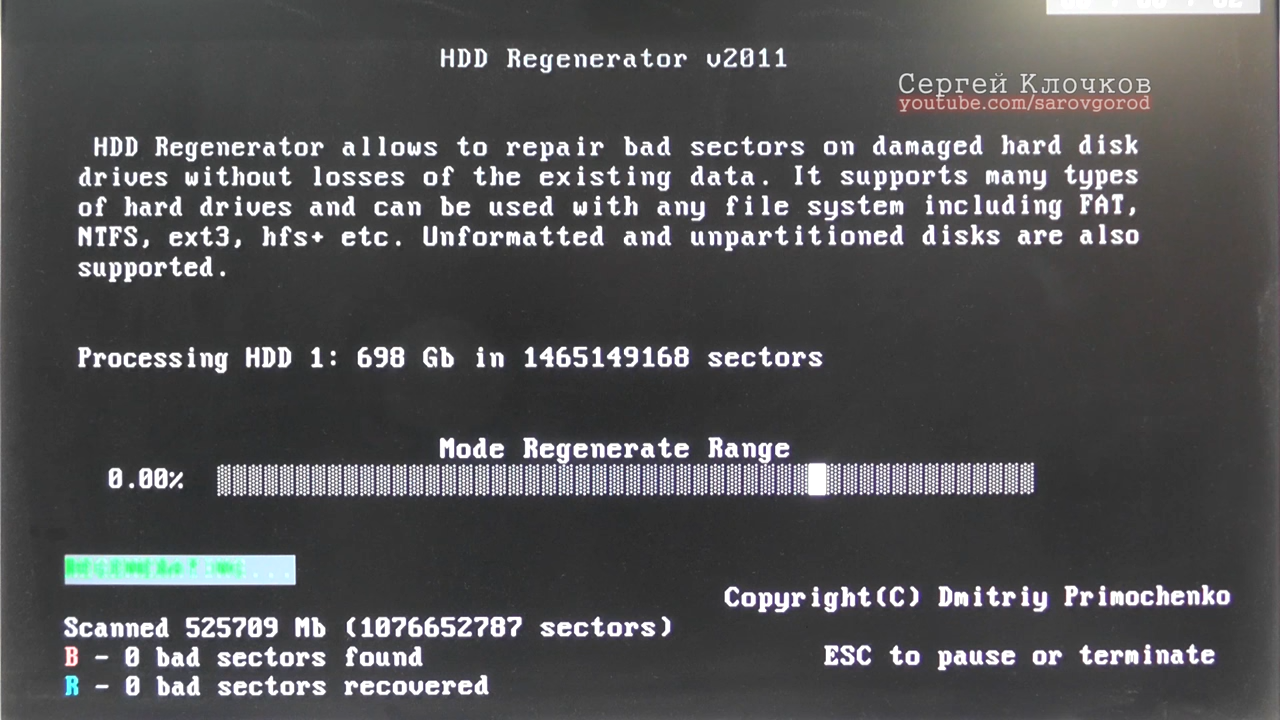 HDD Regenerator v2011
Сергей Клочков
youtube.com/sarovgorod
HDD Regenerator allows to repair bad sectors on damaged hard disk
drives without losses of the existing data. It supports many types
of hard drives and can be used with any file system including FAT,
NTFS, ext3, hfs+ etc. Unformatted and unpartitioned disks are also
supported.
Processing HDD 1: 698 Gb in 1465149168 sectors
Mode Regenerate Range
0.00%
Copyright(C) Dmitriy Primochenko
Scanned 525709 Mb (1076652787 sectors)
B - 0 bad sectors found
ESC to pause or terminate
R - 0 bad sectors recovered